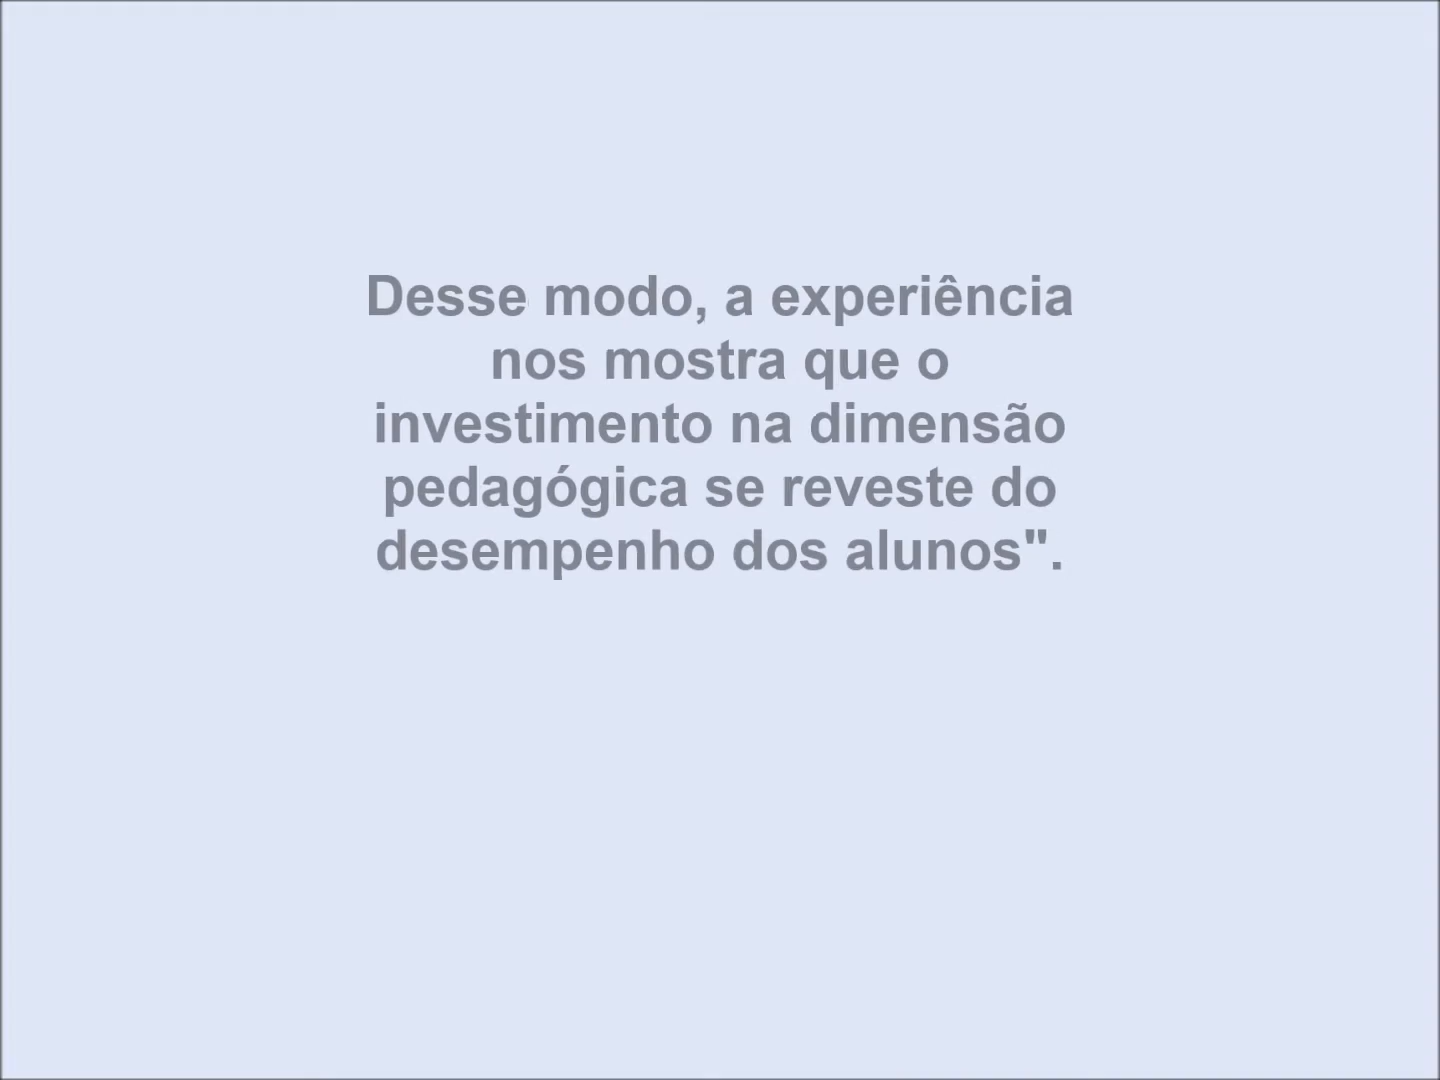 Desse modo, a experiência
nos mostra que o
investimento na dimensão
pedagógica se reveste do
desempenho dos alunos".